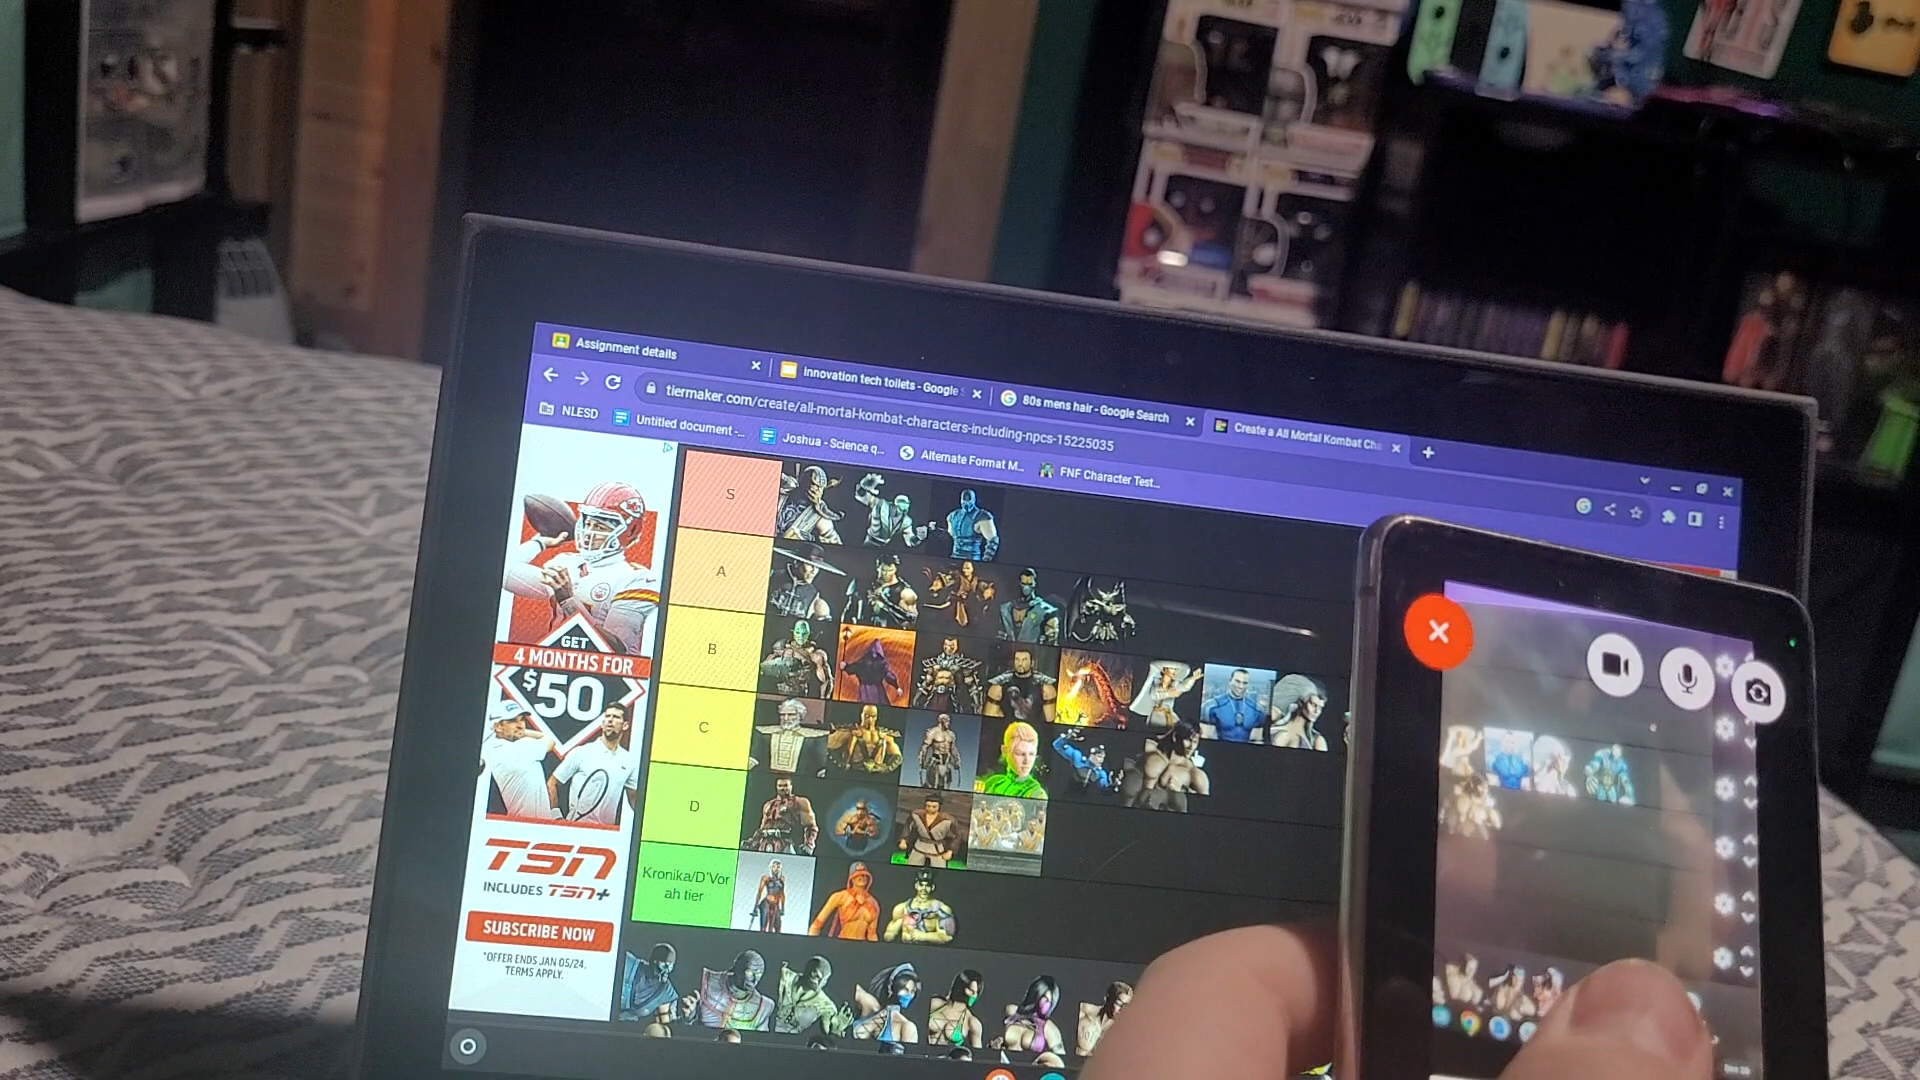 Assignment details
innovation tech toilets - Google
80s mens hair - Google Search
Create a All Mortal Kombat Cha
tiermaker.com/create/all-mortal-kombat-characters-including-npcs-15225035
NLESD
Untitled document -...
Joshua - Science q...
Alternate Format M...
FNF Character Test...
S
A
B
C
D
Kronika/D'Vor
ah tier
GET
4 MONTHS FOR
$50
TSN
INCLUDES TSN+
SUBSCRIBE NOW
*OFFER ENDS JAN 05/24,
TERMS APPLY.